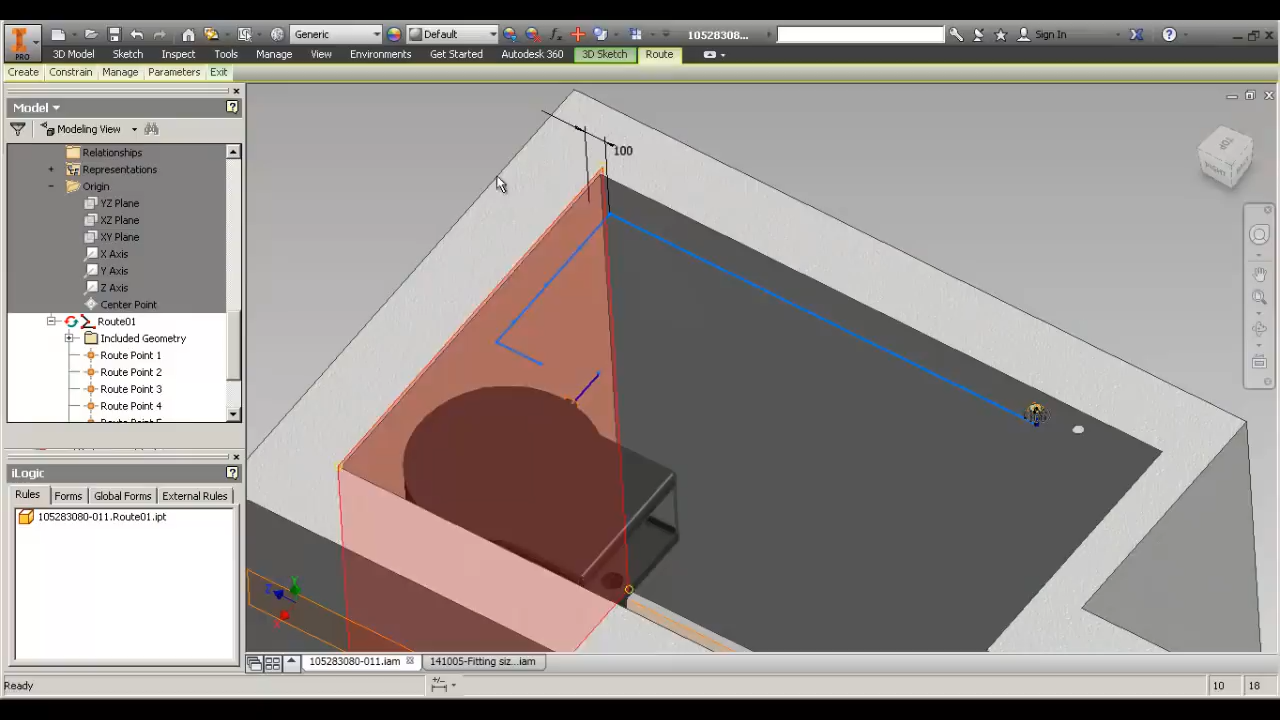 PRO
Generic
Default
fx
10528308...
Sign In
3D Model
Sketch
Inspect
Tools
Manage
View
Environments
Get Started
Autodesk 360
3D Sketch
Route
Create
Constrain
Manage
Parameters
Exit
Model
Modeling View
Relationships
Representations
Origin
YZ Plane
XZ Plane
XY Plane
X Axis
Y Axis
Z Axis
Center Point
Route01
Included Geometry
Route Point 1
Route Point 2
Route Point 3
Route Point 4
100
TOP
iLogic
Rules
Forms
Global Forms
External Rules
105283080-011.Route01.ipt
105283080-011.iam
141005-Fitting siz...iam
Ready
10
18